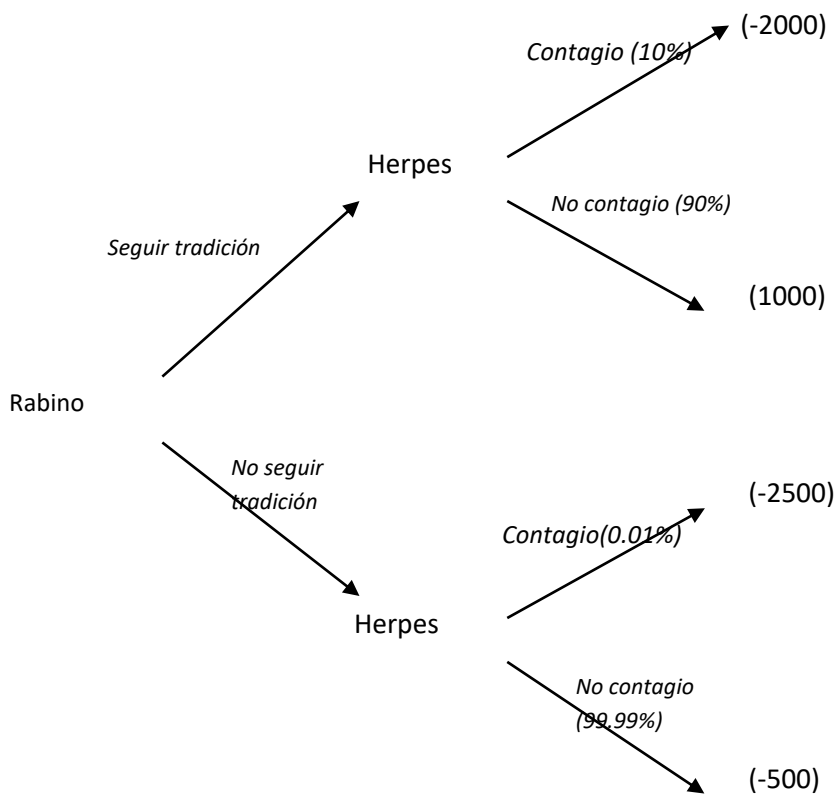 (-2000)
Contagio (10%)
Herpes
No contagio (90%)
Seguir tradición
(1000)
Rabino
No seguir
tradición
(-2500)
Contagio(0.01%)
Herpes
No contagio
(99.99%)
(-500)